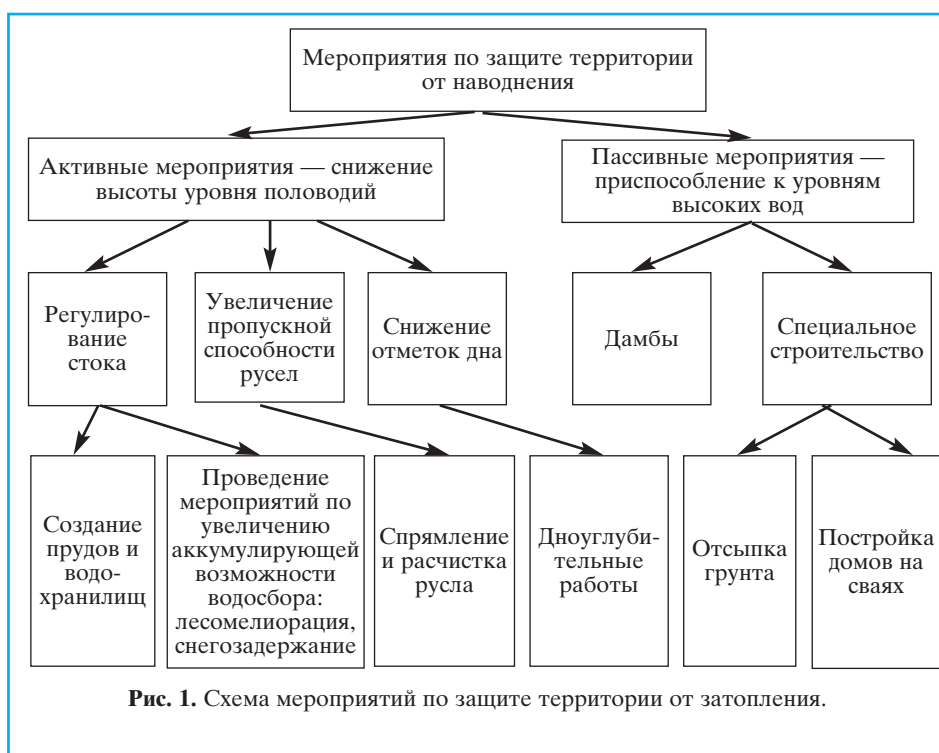 Мероприятия по защите территории
от наводнения
Активные мероприятия — снижение
высоты уровня половодий
Пассивные мероприятия —
приспособление к уровням
высоких вод
Регулиро-
вание
стока
Увеличение
пропускной
способности
русел
Снижение
отметок дна
Дамбы
Специальное
строительство
Создание
прудов и
водо-
хранилищ
Проведение
мероприятий по
увеличению
аккумулирующей
возможности
водосбора:
лесомелиорация,
снегозадержание
Спрямление
и расчистка
русла
Дноуглуби-
тельные
работы
Отсыпка
грунта
Постройка
домов на
сваях
Рис. 1. Схема мероприятий по защите территории от затопления.